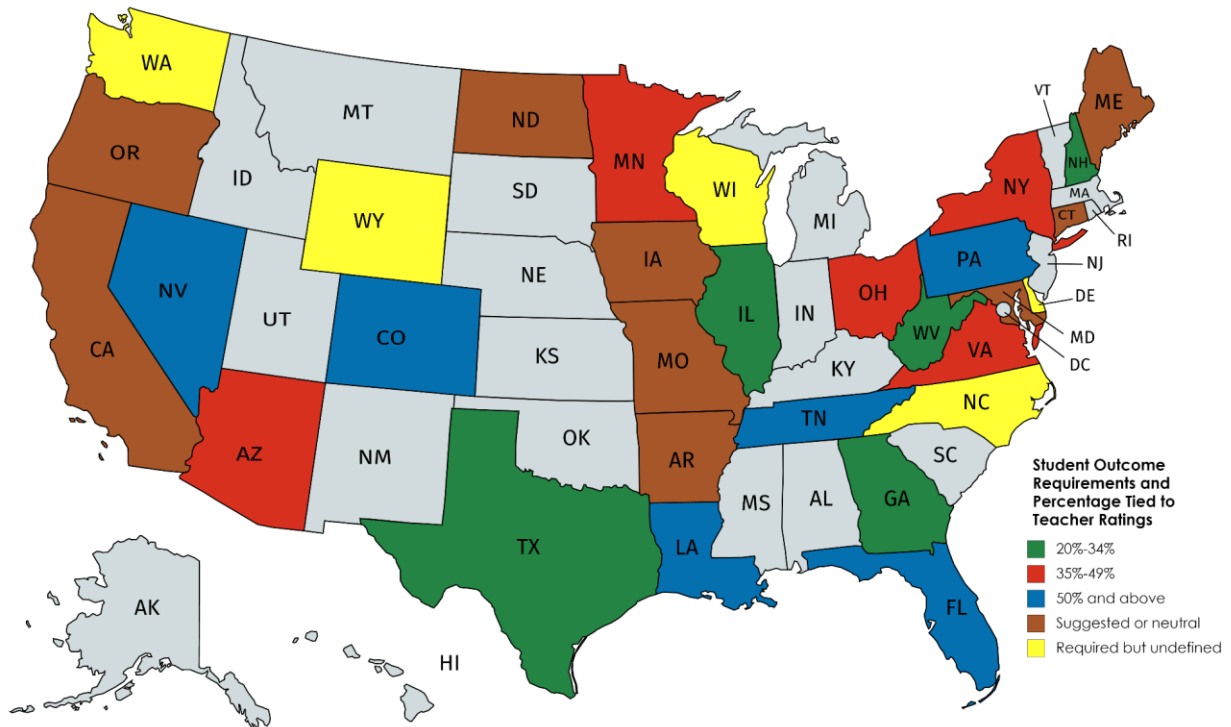 WA
VT
ME
MT
ND
MN
OR
NH
ID
SD
WI
NY
MA
WY
MI
CT
RI
IA
PA
NE
NJ
NV
OH
DE
IL
IN
UT
CO
WV
MD
CA
KS
MO
VA
KY
DC
NC
TN
OK
AZ
NM
AR
SC
Student Outcome
Requirements and
Percentage Tied to
Teacher Ratings
MS
AL
GA
TX
LA
20%-34%
35%-49%
50% and above
Suggested or neutral
Required but undefined
AK
FL
HI